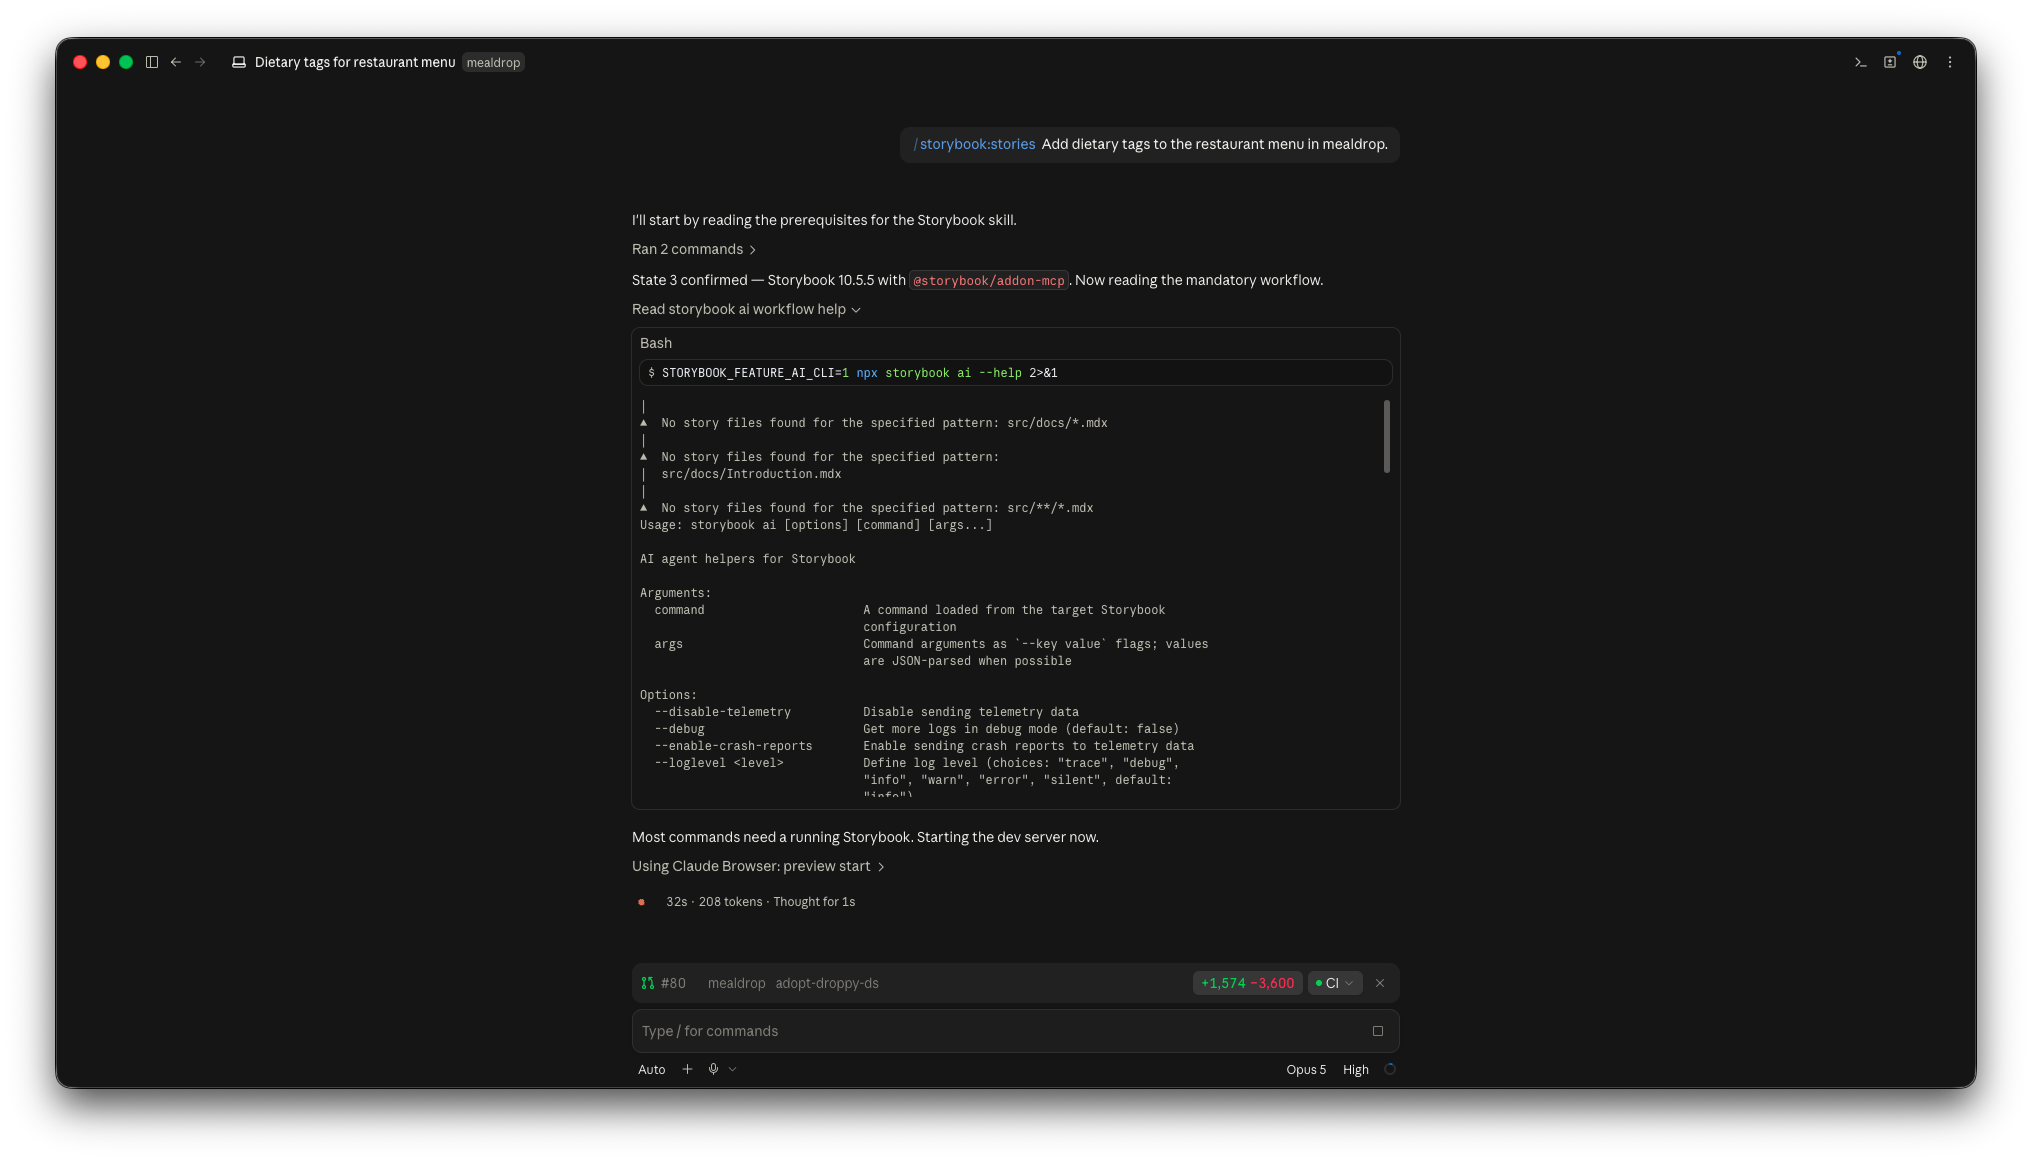 Dietary tags for restaurant menu mealdrop
/storybook:stories Add dietary tags to the restaurant menu in mealdrop.
I'll start by reading the prerequisites for the Storybook skill.
Ran 2 commands
State 3 confirmed — Storybook 10.5.5 with @storybook/addon-mcp. Now reading the mandatory workflow.
Read storybook ai workflow help
Bash
$ STORYBOOK_FEATURE_AI_CLI=1 npx storybook ai --help 2>&1
│
▲  No story files found for the specified pattern: src/docs/*.mdx
│
▲  No story files found for the specified pattern:
│  src/docs/Introduction.mdx
│
▲  No story files found for the specified pattern: src/**/*.mdx
Usage: storybook ai [options] [command] [args...]
AI agent helpers for Storybook
Arguments:
command A command loaded from the target Storybook
configuration
args Command arguments as `--key value` flags; values
are JSON-parsed when possible
Options:
--disable-telemetry Disable sending telemetry data
--debug Get more logs in debug mode (default: false)
--enable-crash-reports Enable sending crash reports to telemetry data
--loglevel <level> Define log level (choices: "trace", "debug",
"info", "warn", "error", "silent", default:
"info")
Most commands need a running Storybook. Starting the dev server now.
Using Claude Browser: preview start
32s · 208 tokens · Thought for 1s
#80 mealdrop adopt-droppy-ds +1,574 −3,600 CI
Type / for commands
Auto Opus 5 High